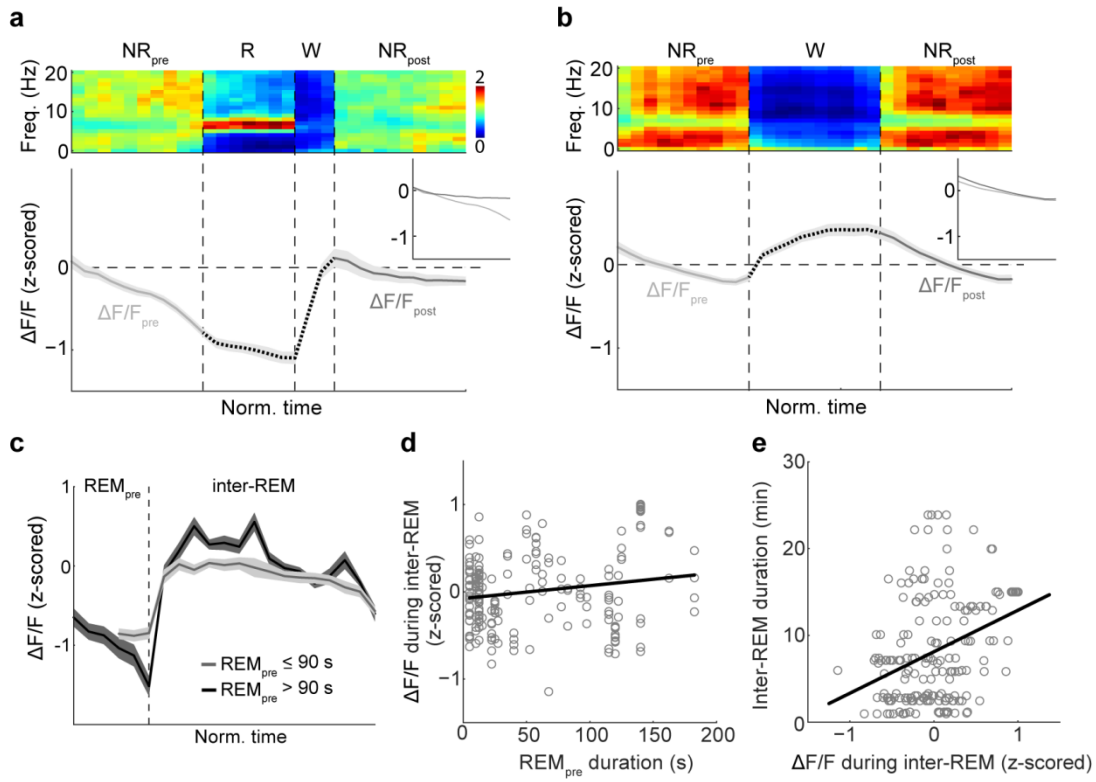 a
NRpre R W NRpost
Freq. (Hz)
20
10
0
2
0
ΔF/F (z-scored)
0
−1
0
-1
ΔF/Fpre
ΔF/Fpost
Norm. time
b
NRpre W NRpost
Freq. (Hz)
20
10
0
ΔF/F (z-scored)
0
−1
0
-1
ΔF/Fpre
ΔF/Fpost
Norm. time
c
REMpre inter-REM
ΔF/F (z-scored)
1
0
-1
REMpre ≤ 90 s
REMpre > 90 s
Norm. time
d
ΔF/F during inter-REM
(z-scored)
1
0
−1
0 50 100 150 200
REMpre duration (s)
e
Inter-REM duration (min)
30
20
10
0
−1 0 1
ΔF/F during inter-REM (z-scored)